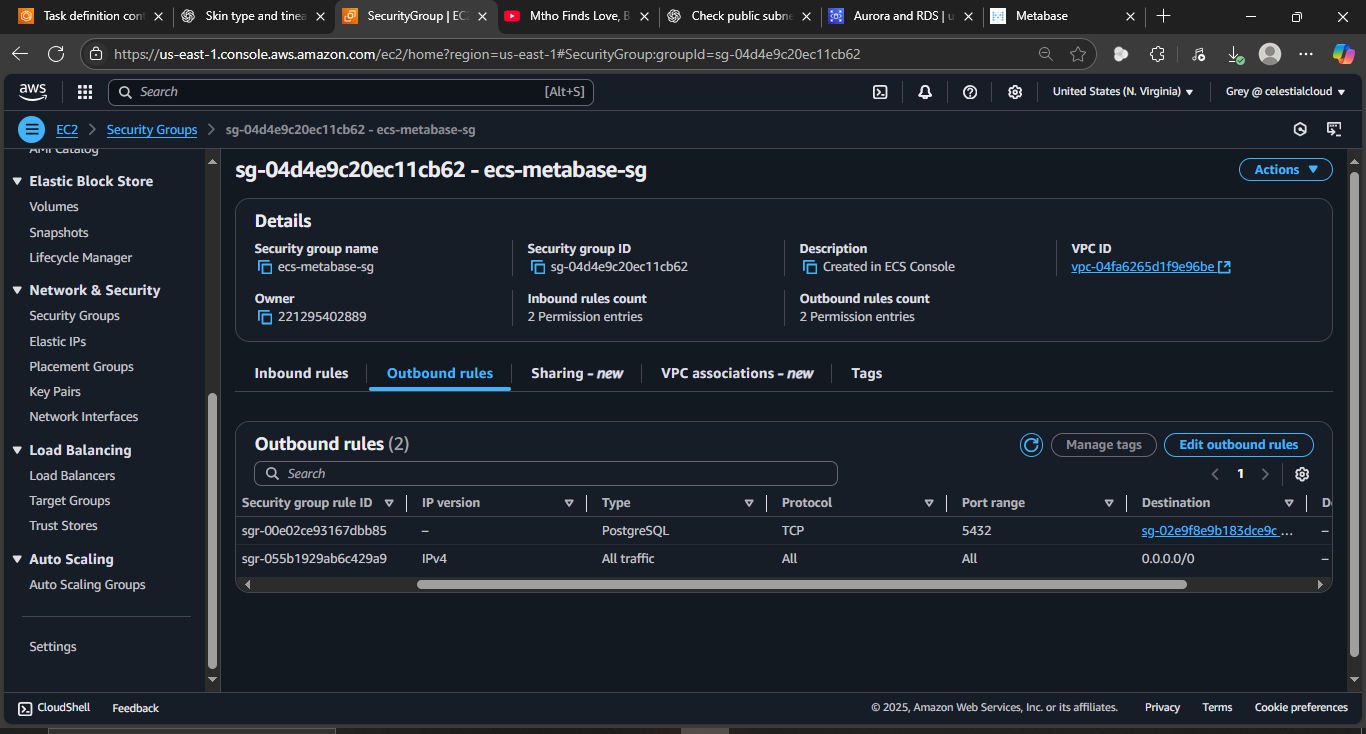 Task definition con
Skin type and tinea
SecurityGroup | EC
Mtho Finds Love, B
Check public subne
Aurora and RDS | u
Metabase
https://us-east-1.console.aws.amazon.com/ec2/home?region=us-east-1#SecurityGroup:groupId=sg-04d4e9c20ec11cb62
aws
Search [Alt+S]
United States (N. Virginia)
Grey @ celestialcloud
EC2 > Security Groups > sg-04d4e9c20ec11cb62 - ecs-metabase-sg
AMI Catalog
Elastic Block Store
Volumes
Snapshots
Lifecycle Manager
Network & Security
Security Groups
Elastic IPs
Placement Groups
Key Pairs
Network Interfaces
Load Balancing
Load Balancers
Target Groups
Trust Stores
Auto Scaling
Auto Scaling Groups
Settings
sg-04d4e9c20ec11cb62 - ecs-metabase-sg
Actions
Details
Security group name
ecs-metabase-sg
Security group ID
sg-04d4e9c20ec11cb62
Description
Created in ECS Console
VPC ID
vpc-04fa6265d1f9e96be
Owner
221295402889
Inbound rules count
2 Permission entries
Outbound rules count
2 Permission entries
Inbound rules
Outbound rules
Sharing - new
VPC associations - new
Tags
Outbound rules (2)
Manage tags
Edit outbound rules
Search
1
Security group rule ID IP version Type Protocol Port range Destination D
sgr-00e02ce93167dbb85 – PostgreSQL TCP 5432 sg-02e9f8e9b183dce9c ... –
sgr-055b1929ab6c429a9 IPv4 All traffic All All 0.0.0.0/0 –
CloudShell Feedback
© 2025, Amazon Web Services, Inc. or its affiliates. Privacy Terms Cookie preferences